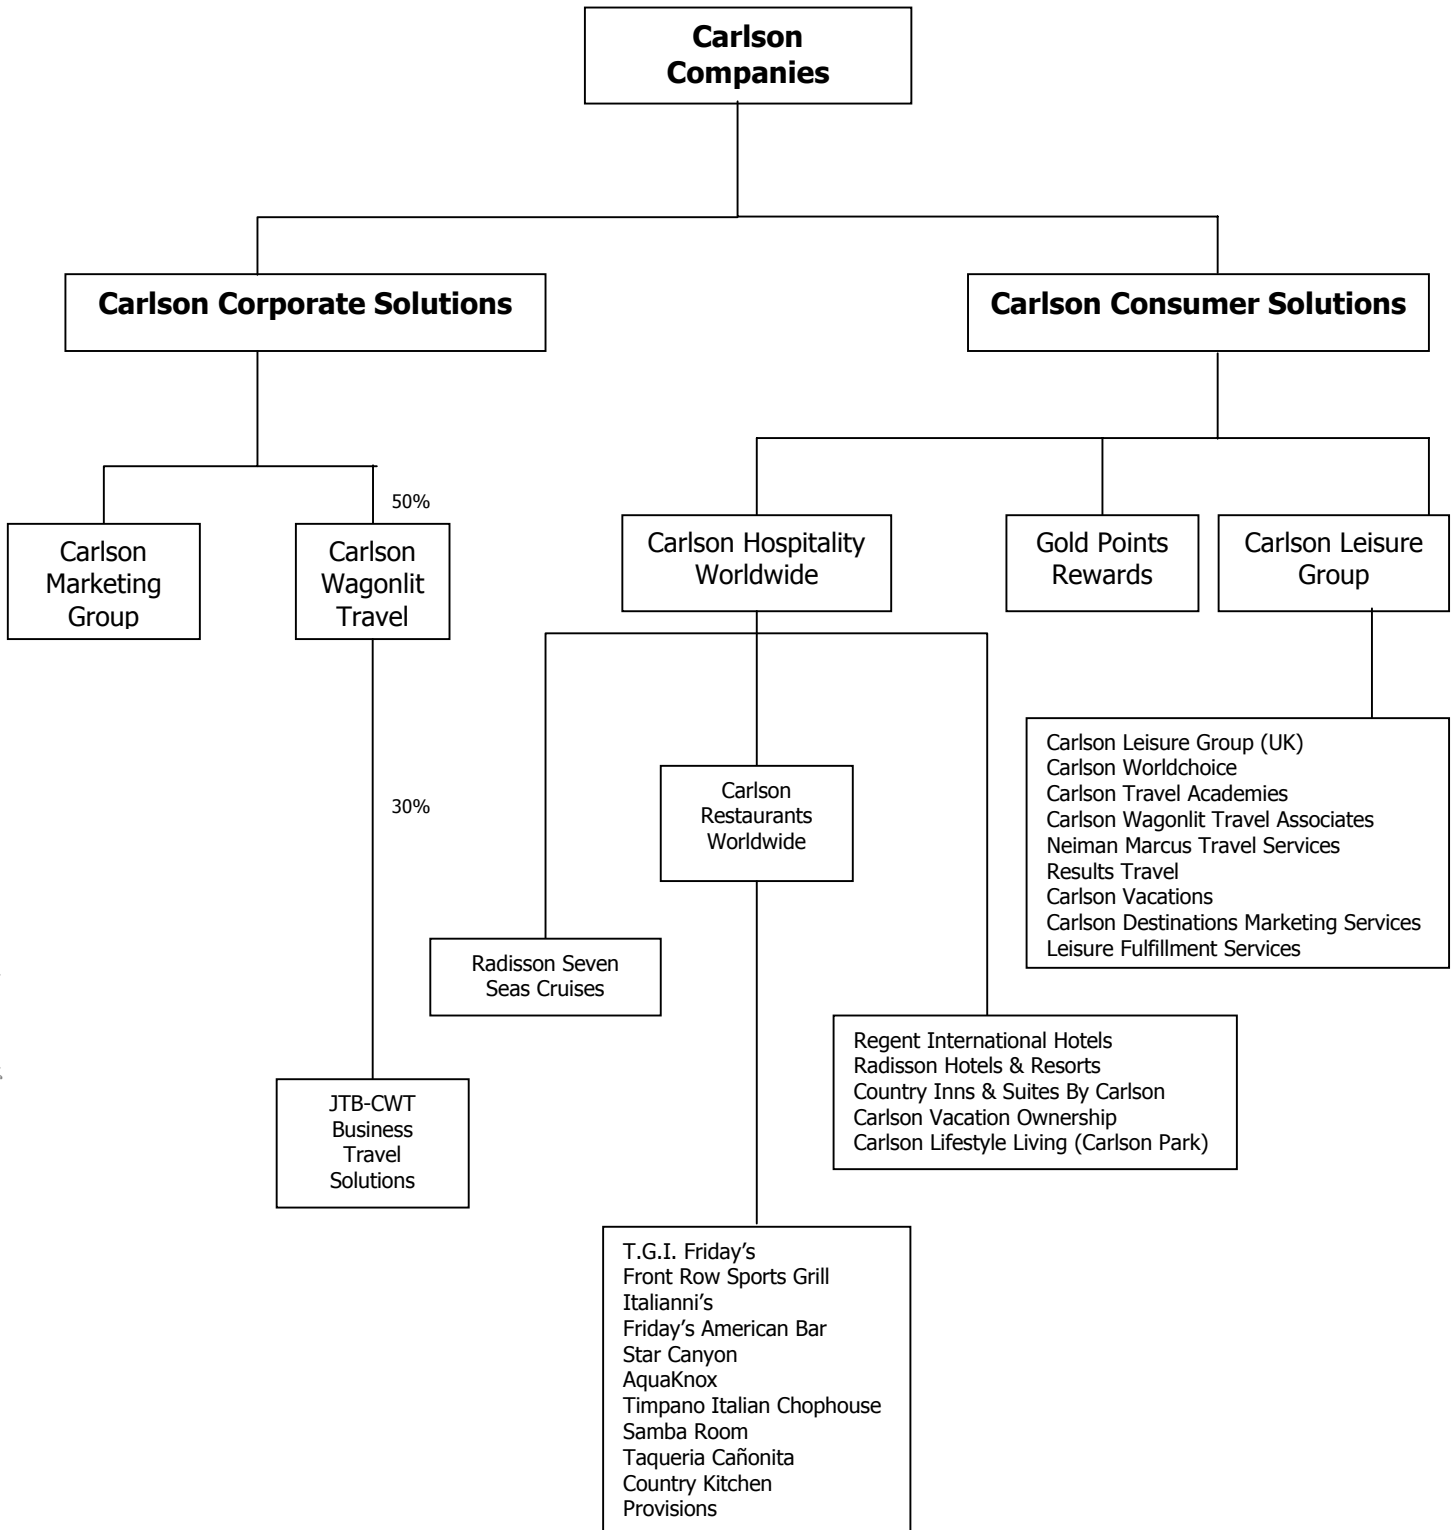 Carlson
Companies
Carlson Corporate Solutions
Carlson Consumer Solutions
50%
Carlson
Marketing
Group
Carlson
Wagonlit
Travel
Carlson Hospitality
Worldwide
Gold Points
Rewards
Carlson Leisure
Group
30%
Carlson
Restaurants
Worldwide
Carlson Leisure Group (UK)
Carlson Worldchoice
Carlson Travel Academies
Carlson Wagonlit Travel Associates
Neiman Marcus Travel Services
Results Travel
Carlson Vacations
Carlson Destinations Marketing Services
Leisure Fulfillment Services
Radisson Seven
Seas Cruises
Regent International Hotels
Radisson Hotels & Resorts
Country Inns & Suites By Carlson
Carlson Vacation Ownership
Carlson Lifestyle Living (Carlson Park)
JTB-CWT
Business
Travel
Solutions
T.G.I. Friday’s
Front Row Sports Grill
Italianni’s
Friday’s American Bar
Star Canyon
AquaKnox
Timpano Italian Chophouse
Samba Room
Taqueria Cañonita
Country Kitchen
Provisions